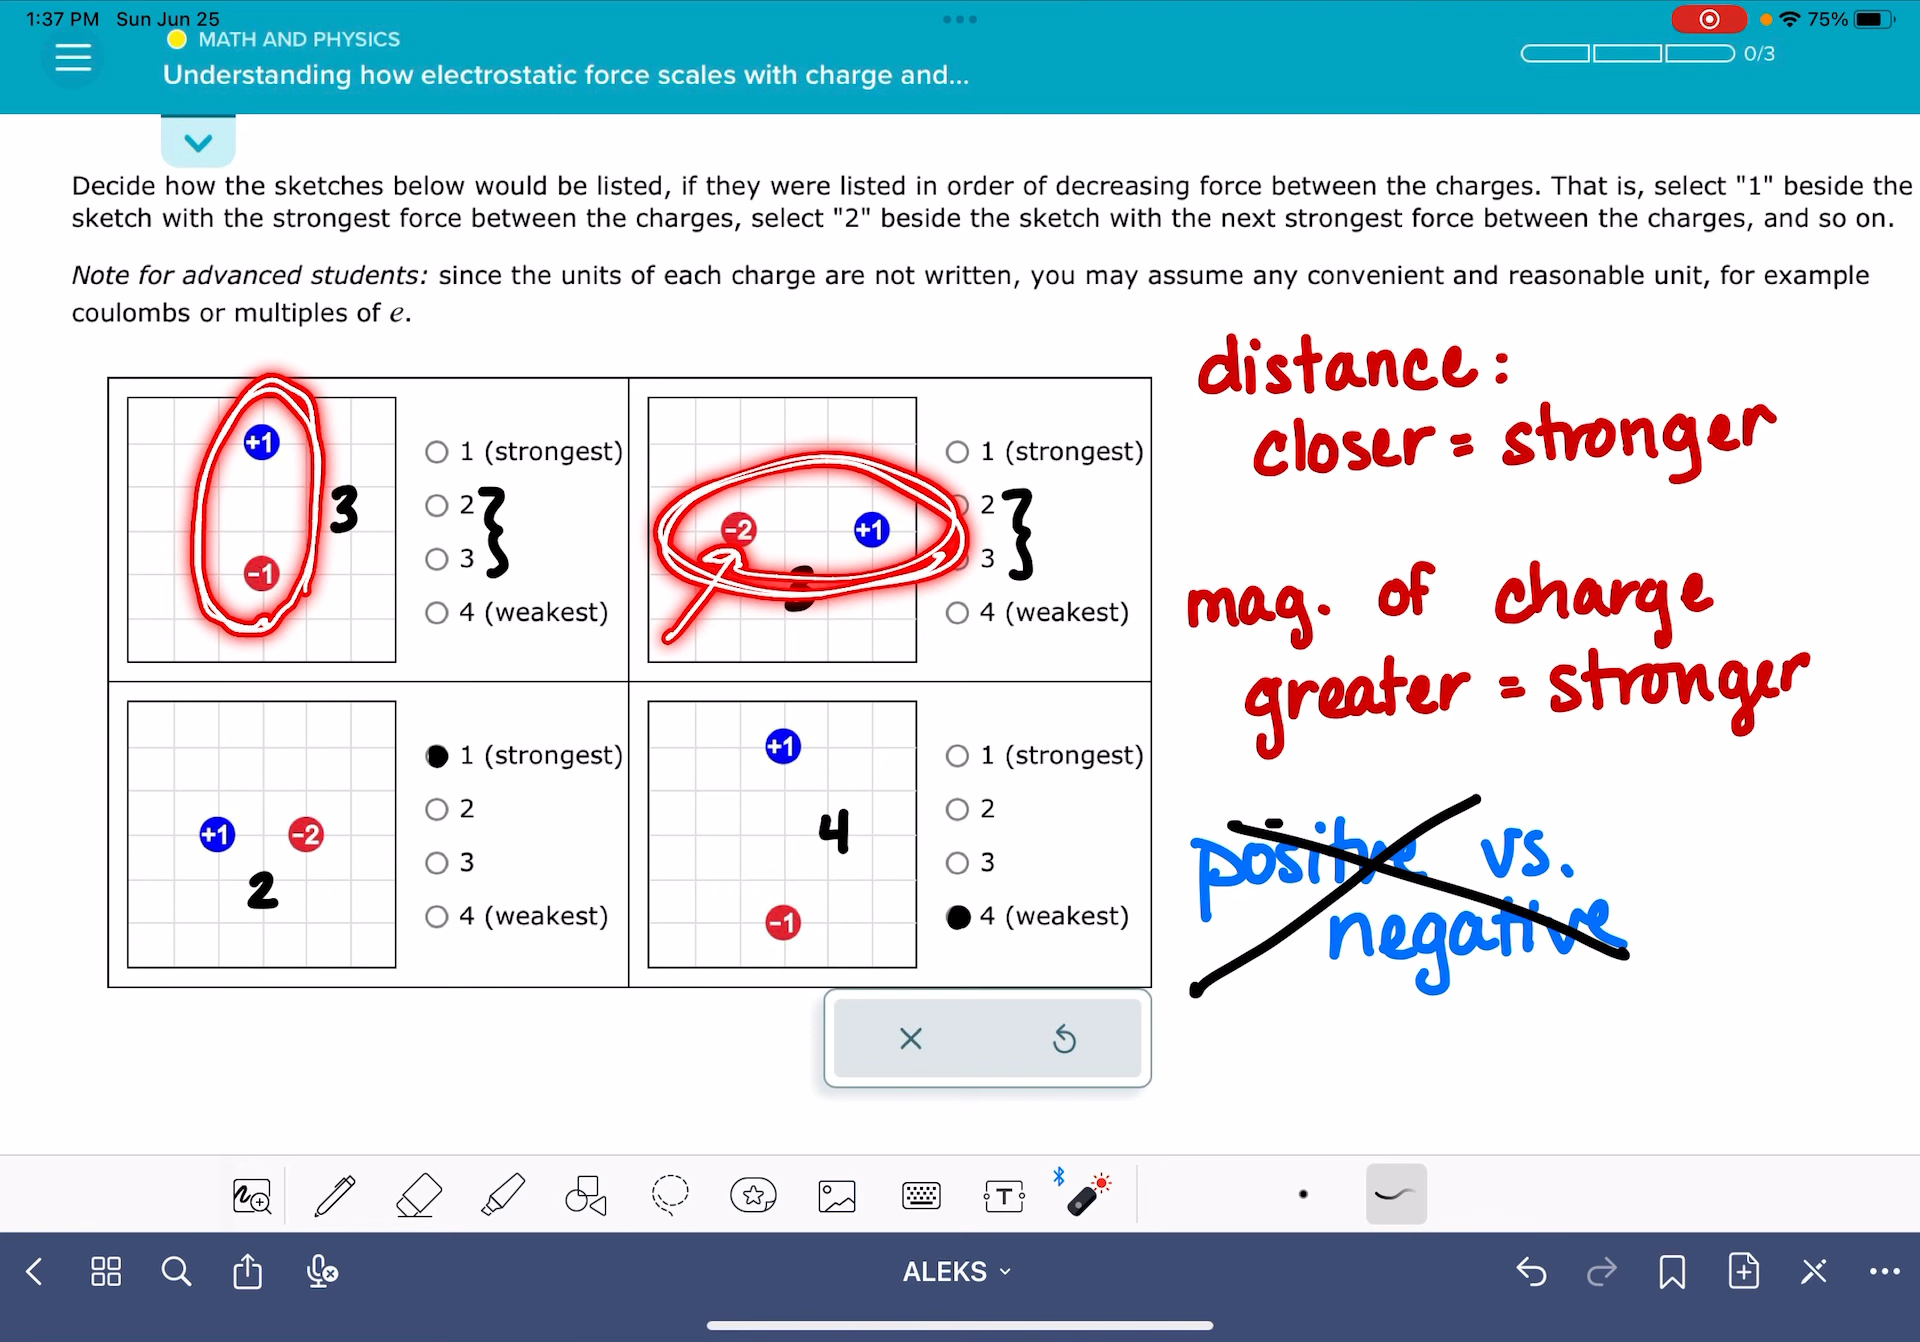 1:37 PM Sun Jun 25
75%
MATH AND PHYSICS
Understanding how electrostatic force scales with charge and...
0/3
Decide how the sketches below would be listed, if they were listed in order of decreasing force between the charges. That is, select "1" beside the
sketch with the strongest force between the charges, select "2" beside the sketch with the next strongest force between the charges, and so on.
Note for advanced students: since the units of each charge are not written, you may assume any convenient and reasonable unit, for example
coulombs or multiples of e.
+1
-1
3
1 (strongest)
2
3
4 (weakest)
-2
+1
3
1 (strongest)
2
3
4 (weakest)
+1
-2
2
1 (strongest)
2
3
4 (weakest)
+1
-1
4
1 (strongest)
2
3
4 (weakest)
distance:
closer = stronger
mag. of charge
greater = stronger
positive vs.
negative
T
ALEKS